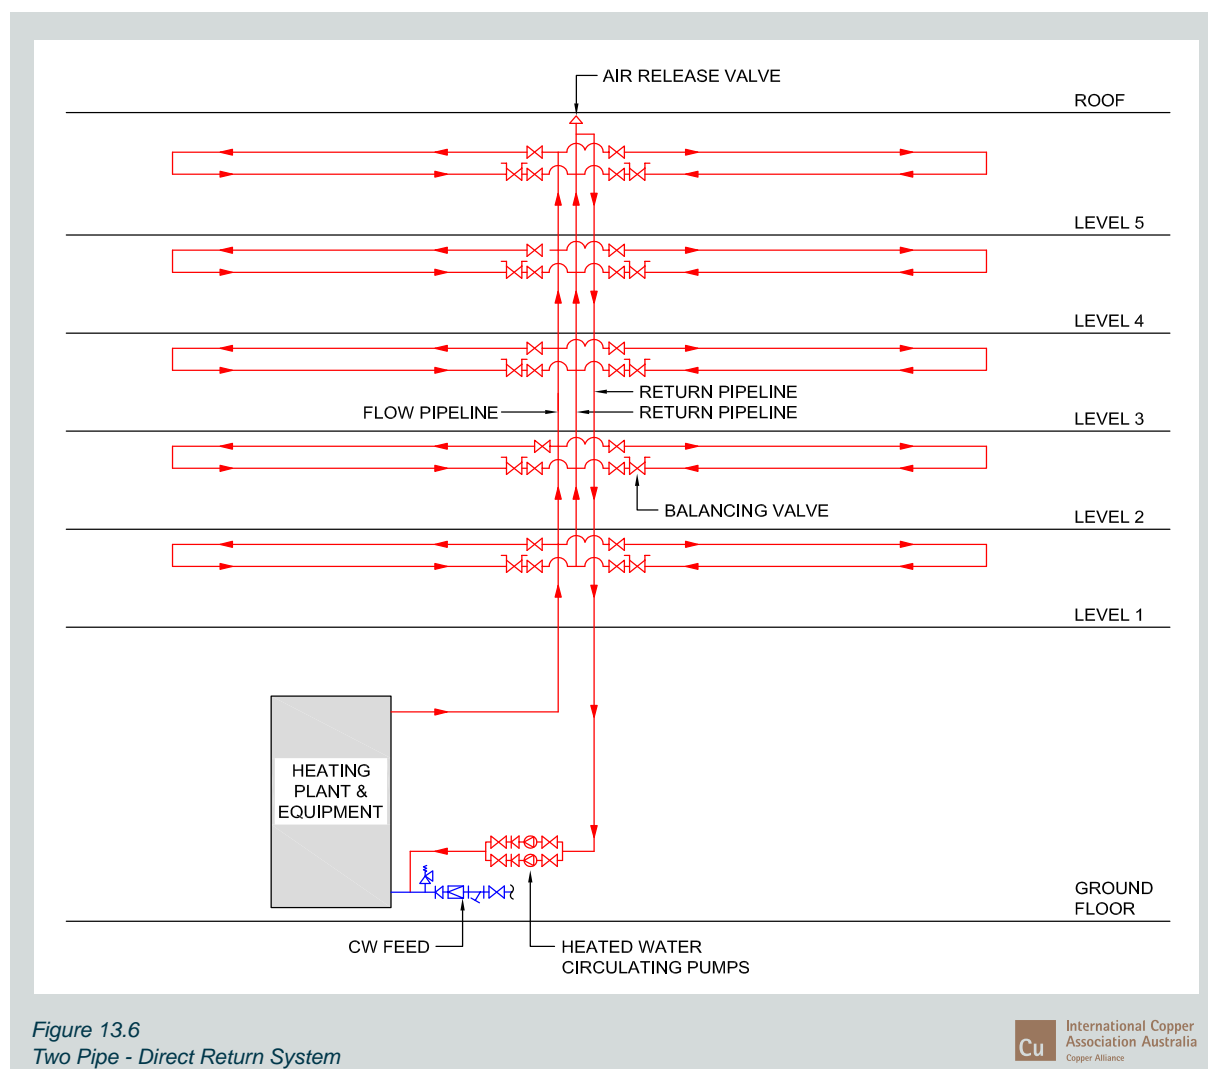 AIR RELEASE VALVE
ROOF
LEVEL 5
LEVEL 4
RETURN PIPELINE
FLOW PIPELINE
RETURN PIPELINE
LEVEL 3
BALANCING VALVE
LEVEL 2
LEVEL 1
HEATING
PLANT &
EQUIPMENT
GROUND
FLOOR
CW FEED
HEATED WATER
CIRCULATING PUMPS
Figure 13.6
Two Pipe - Direct Return System
Cu
International Copper
Association Australia
Copper Alliance